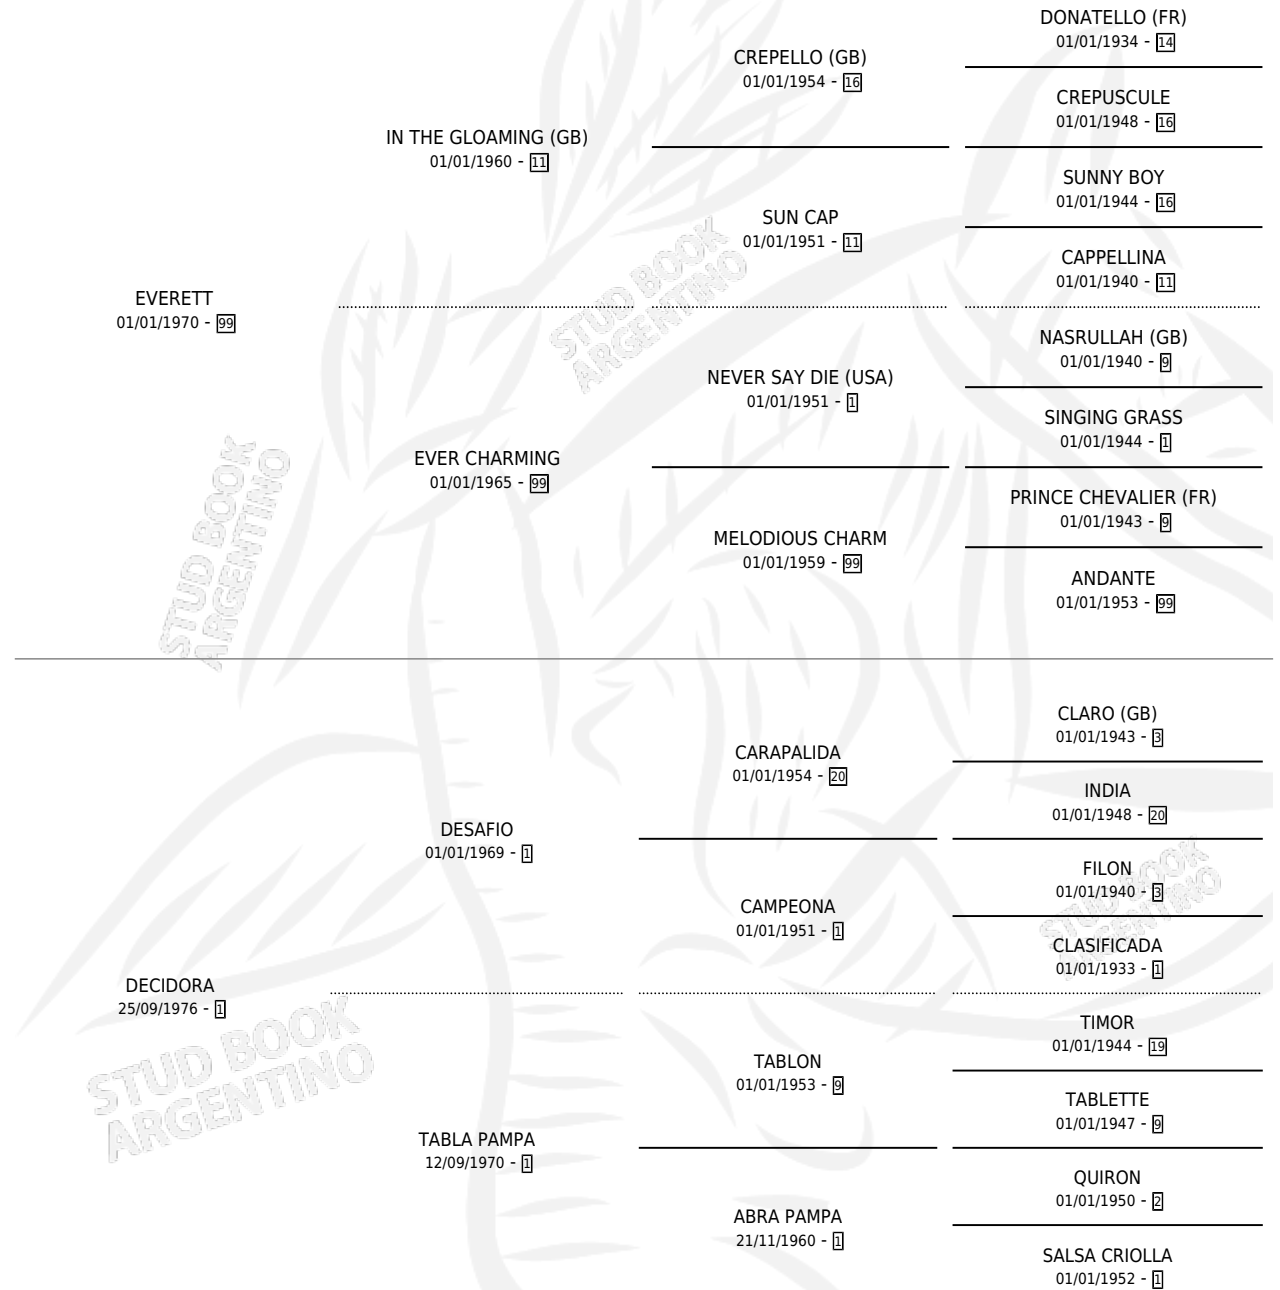 DONATELLO (FR)
01/01/1934 - 14
CREPELLO (GB)
01/01/1954 - 16
CREPUSCULE
01/01/1948 - 16
IN THE GLOAMING (GB)
01/01/1960 - 11
SUNNY BOY
01/01/1944 - 16
SUN CAP
01/01/1951 - 11
CAPPELLINA
01/01/1940 - 11
EVERETT
01/01/1970 - 99
NASRULLAH (GB)
01/01/1940 - 9
NEVER SAY DIE (USA)
01/01/1951 - 1
SINGING GRASS
01/01/1944 - 1
EVER CHARMING
01/01/1965 - 99
PRINCE CHEVALIER (FR)
01/01/1943 - 9
MELODIOUS CHARM
01/01/1959 - 99
ANDANTE
01/01/1953 - 99
STUD BOOK
ARGENTINO
STUD BOOK
ARGENTINO
CLARO (GB)
01/01/1943 - 3
CARAPALIDA
01/01/1954 - 20
INDIA
01/01/1948 - 20
DESAFIO
01/01/1969 - 1
FILON
01/01/1940 - 3
CAMPEONA
01/01/1951 - 1
CLASIFICADA
01/01/1933 - 1
STUD BOOK
ARGENTINO
DECIDORA
25/09/1976 - 1
TIMOR
01/01/1944 - 19
TABLON
01/01/1953 - 9
TABLETTE
01/01/1947 - 9
STUD BOOK
ARGENTINO
TABLA PAMPA
12/09/1970 - 1
QUIRON
01/01/1950 - 2
ABRA PAMPA
21/11/1960 - 1
SALSA CRIOLLA
01/01/1952 - 1